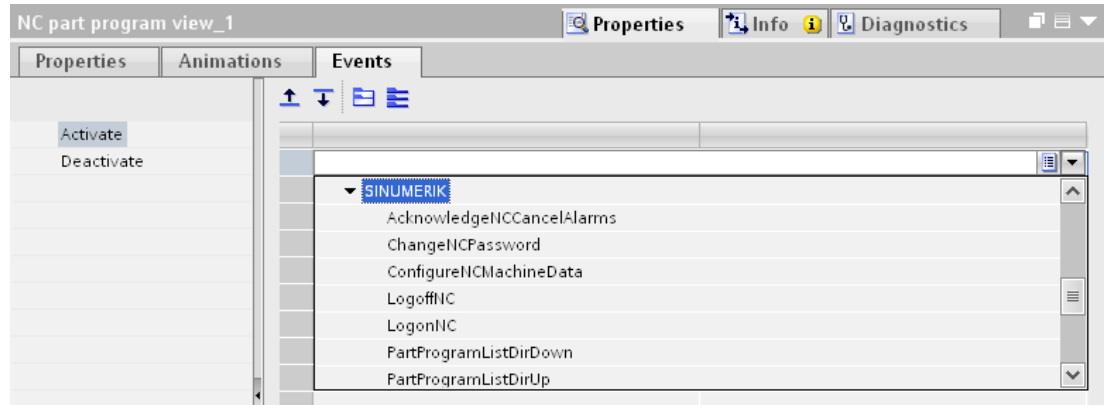 NC part program view_1 Properties Info Diagnostics
Properties Animations Events
Activate
Deactivate
SINUMERIK
AcknowledgeNCCancelAlarms
ChangeNCPassword
ConfigureNCMachineData
LogoffNC
LogonNC
PartProgramListDirDown
PartProgramListDirUp